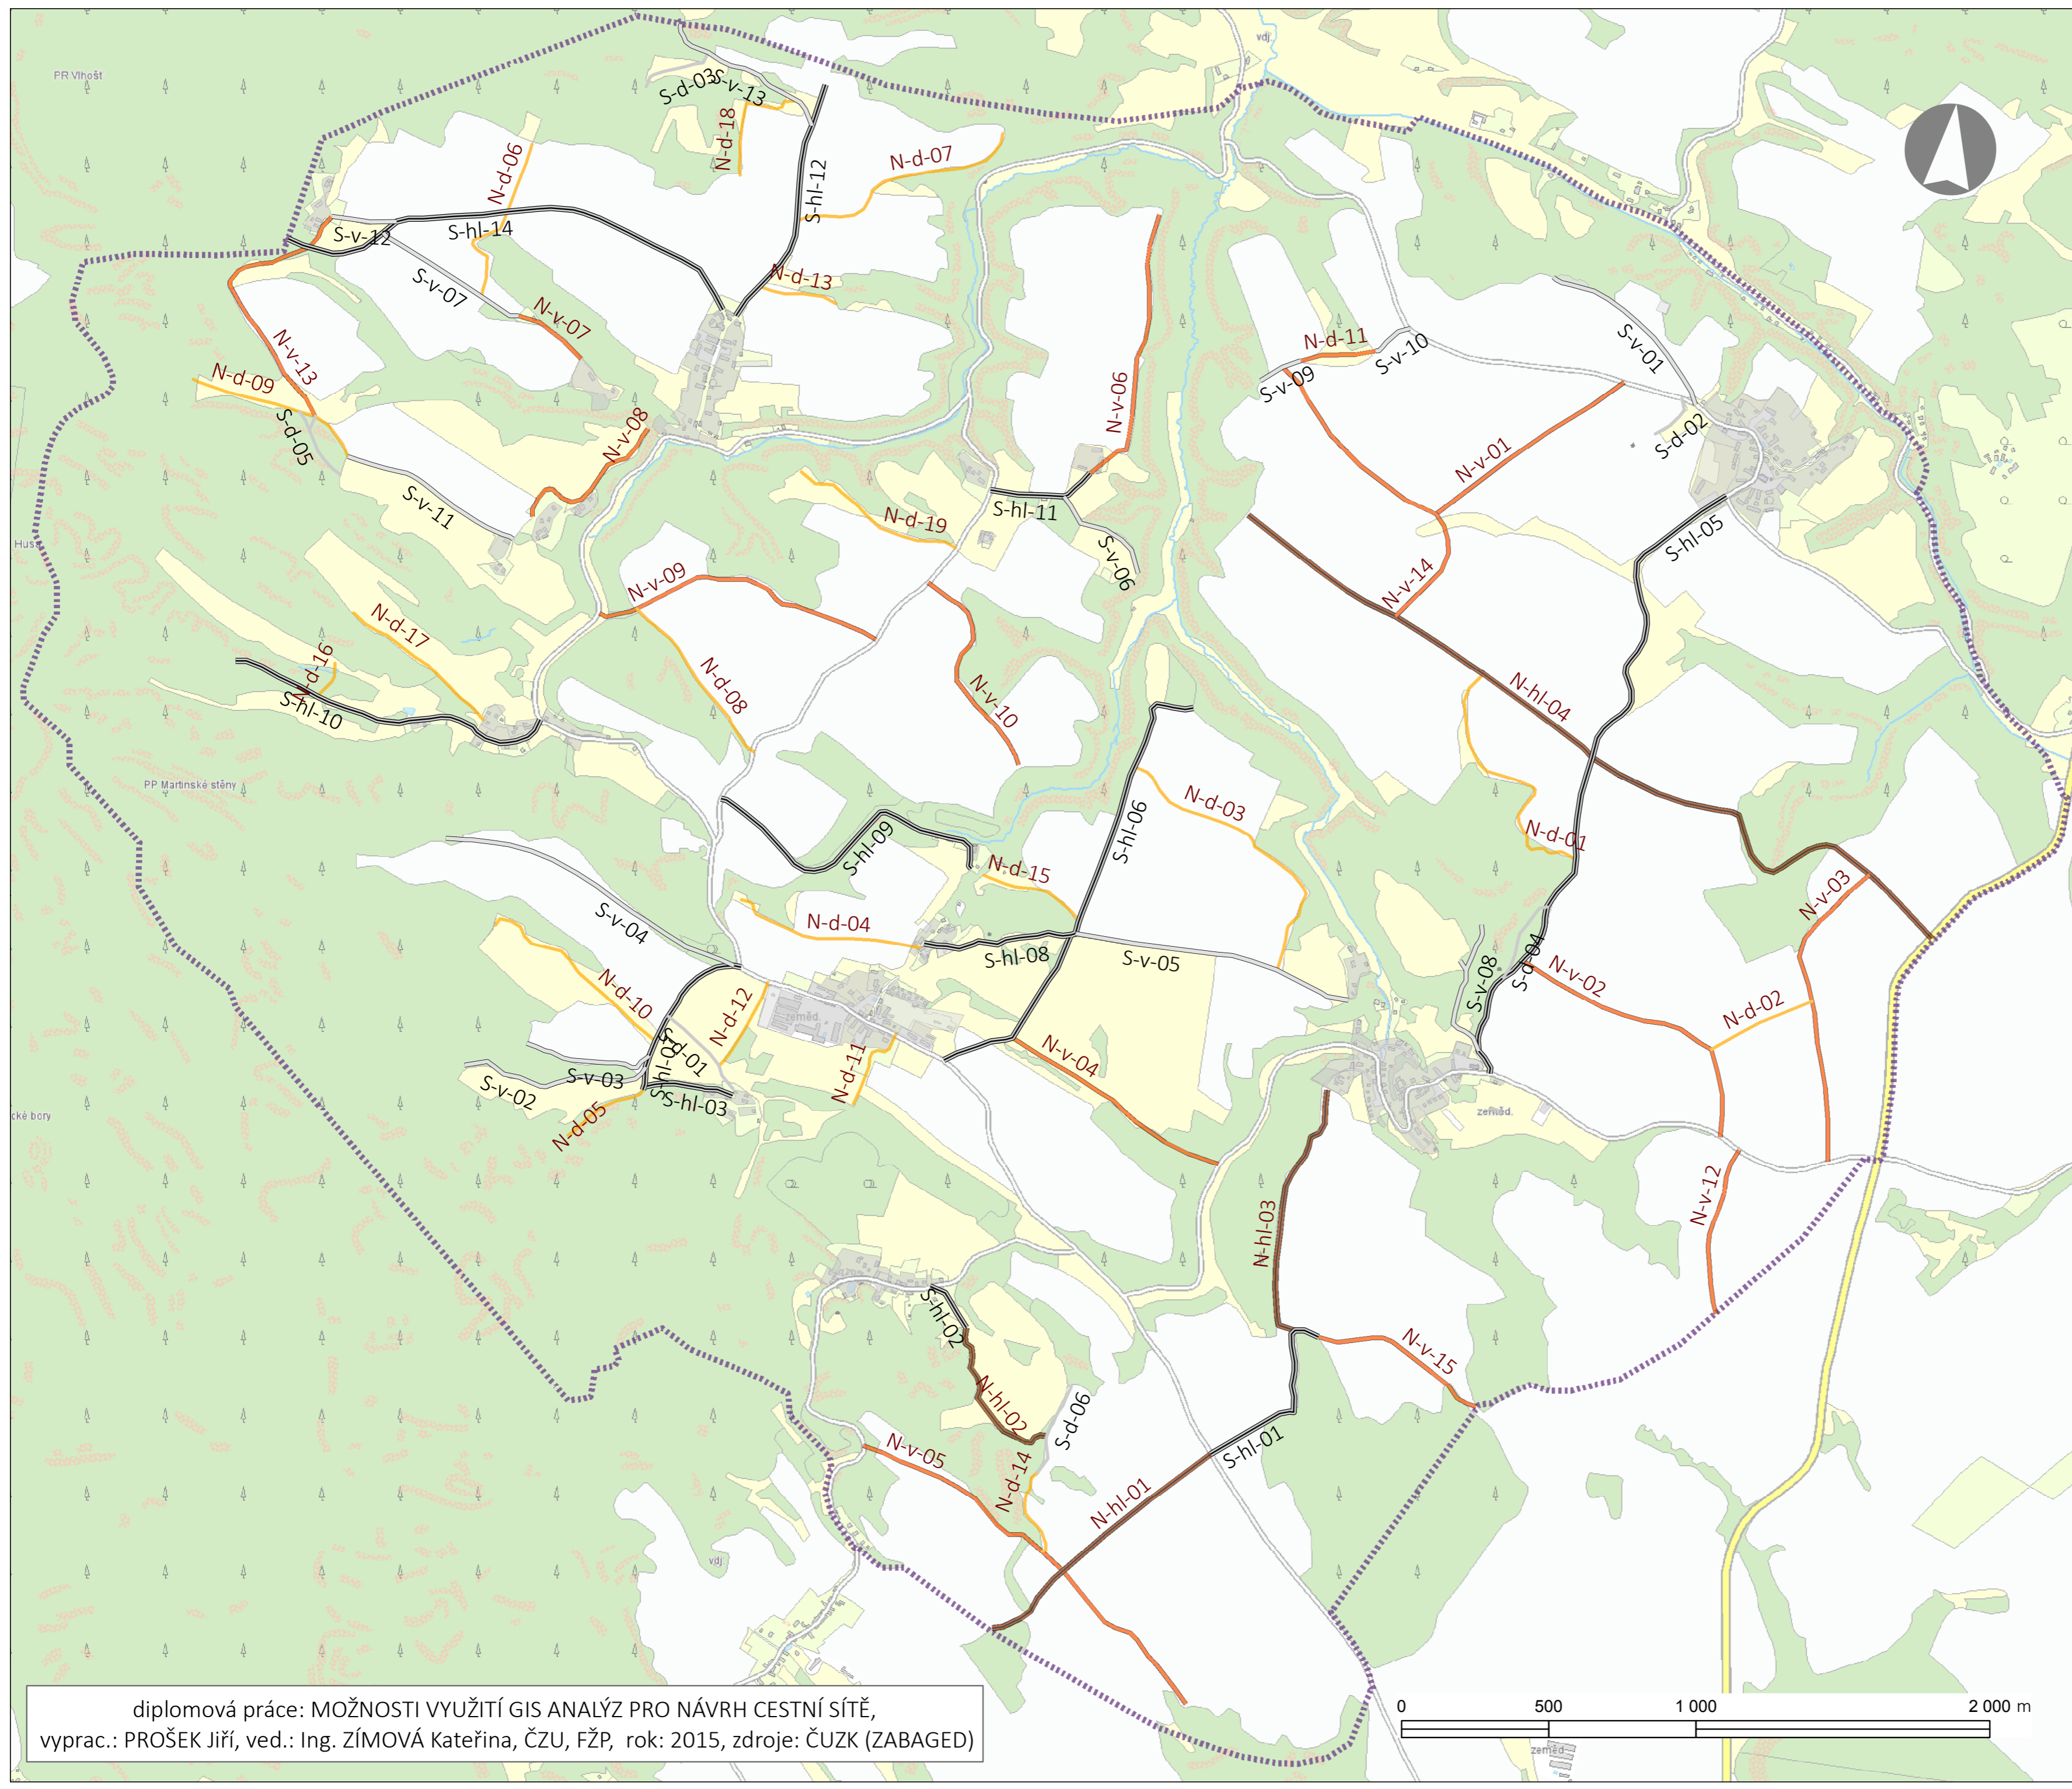 vdj.
PR Vlhošť
S-d-03
S-v-13
N-d-18
N-d-06
N-d-07
S-hl-12
S-v-12
S-hl-14
S-v-07
N-d-13
N-v-07
N-v-13
N-d-09
S-d-05
N-v-08
S-v-11
N-v-06
N-d-11
S-v-10
S-v-09
S-v-01
S-d-02
N-v-01
S-hl-05
S-hl-11
N-d-19
S-v-06
N-v-14
N-v-09
N-d-17
N-d-16
S-hl-10
N-d-08
N-v-10
N-hl-04
PP Martinské stěny
S-hl-06
N-d-03
N-d-01
S-hl-09
N-d-15
N-v-03
S-v-04
N-d-04
S-hl-08
S-v-05
S-v-08
S-d-04
N-v-02
N-d-02
N-d-10
N-d-12
zeměd.
S-d-01
S-v-03
S-v-02
S-hl-03
N-d-05
N-d-11
N-v-04
zeměd.
cké bory
N-v-12
N-hl-03
S-hl-02
N-hl-02
S-d-06
N-v-15
N-v-05
N-d-14
S-hl-01
N-hl-01
vdj.
diplomová práce: MOŽNOSTI VYUŽITÍ GIS ANALÝZ PRO NÁVRH CESTNÍ SÍTĚ,
vyprac.: PROŠEK Jiří, ved.: Ing. ZÍMOVÁ Kateřina, ČZU, FŽP, rok: 2015, zdroje: ČUZK (ZABAGED)
0 500 1 000 2 000 m
zeměd.